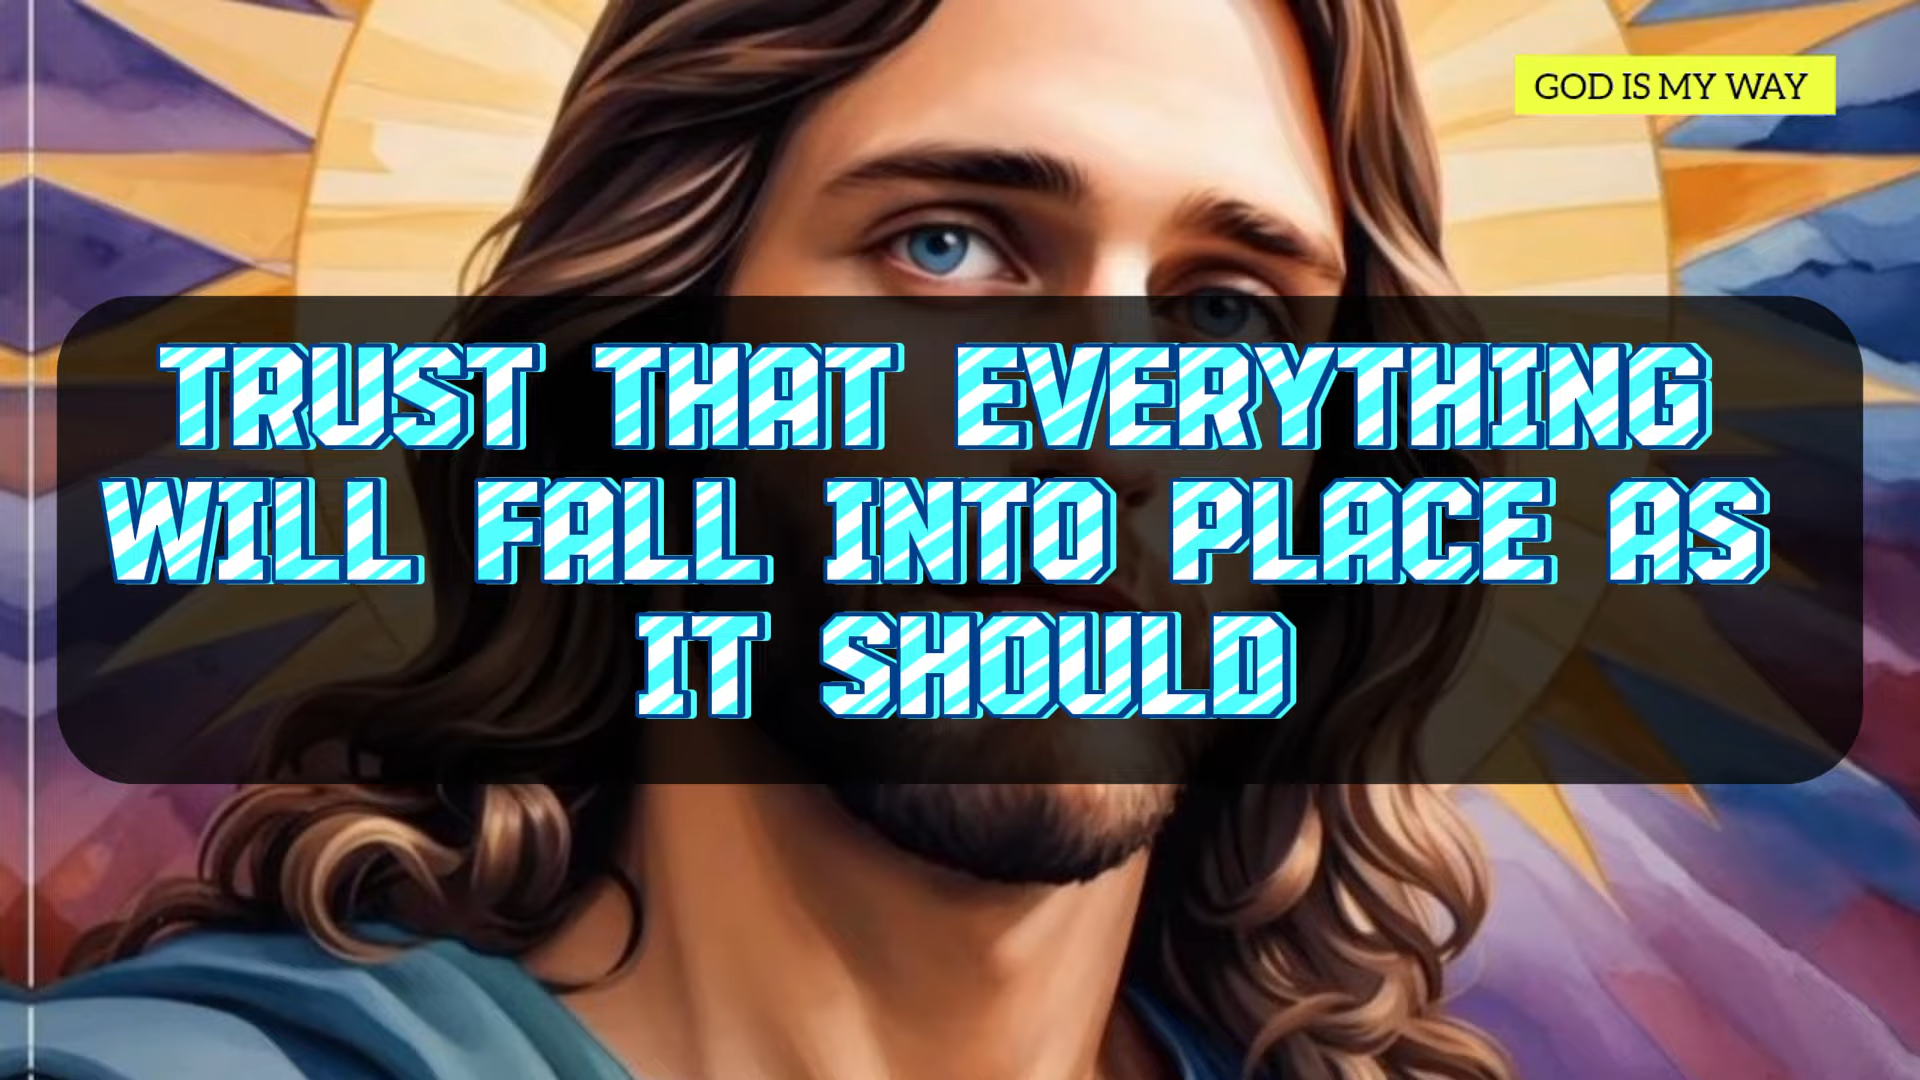 GOD IS MY WAY
TRUST THAT EVERYTHING
WILL FALL INTO PLACE AS
IT SHOULD